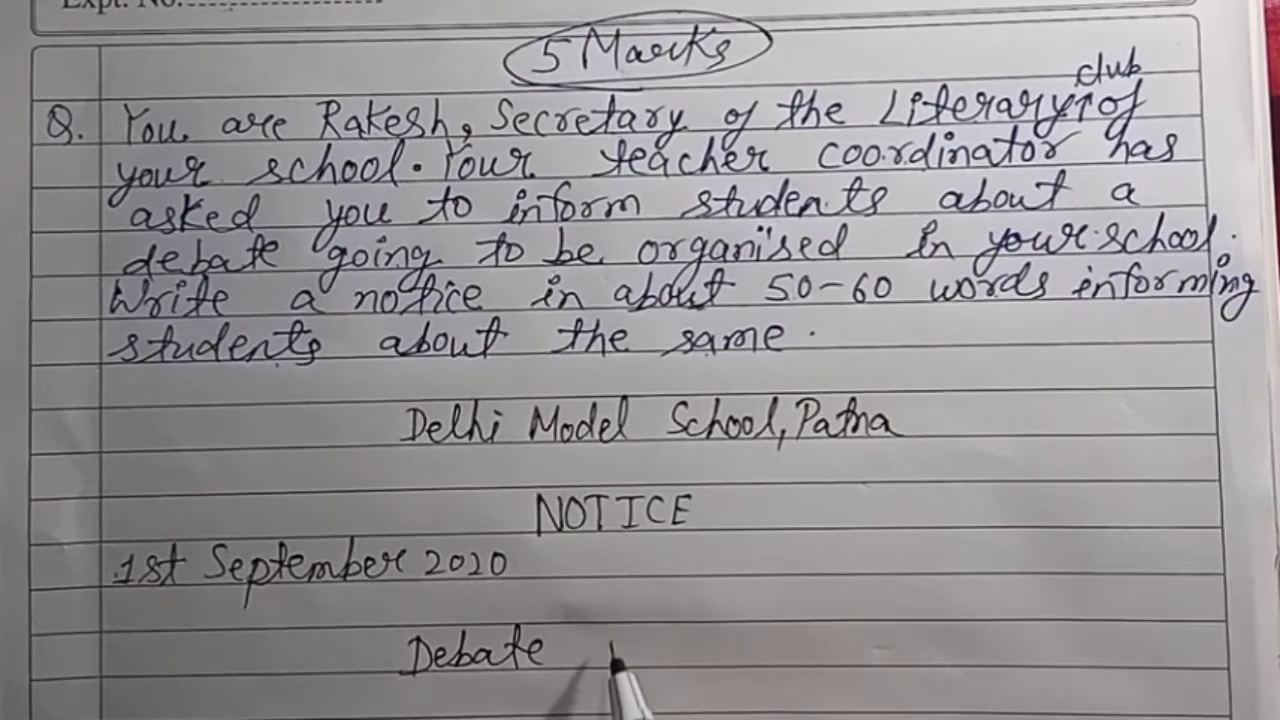 Expt. No.
5 Marks
club
Q. You are Rakesh, Secretary of the Literary of
your school. Your teacher coordinator has
asked you to inform students about a
debate going to be organised in your school.
Write a notice in about 50-60 words informing
students about the same.
Delhi Model School, Patna
NOTICE
1st September 2020
Debate